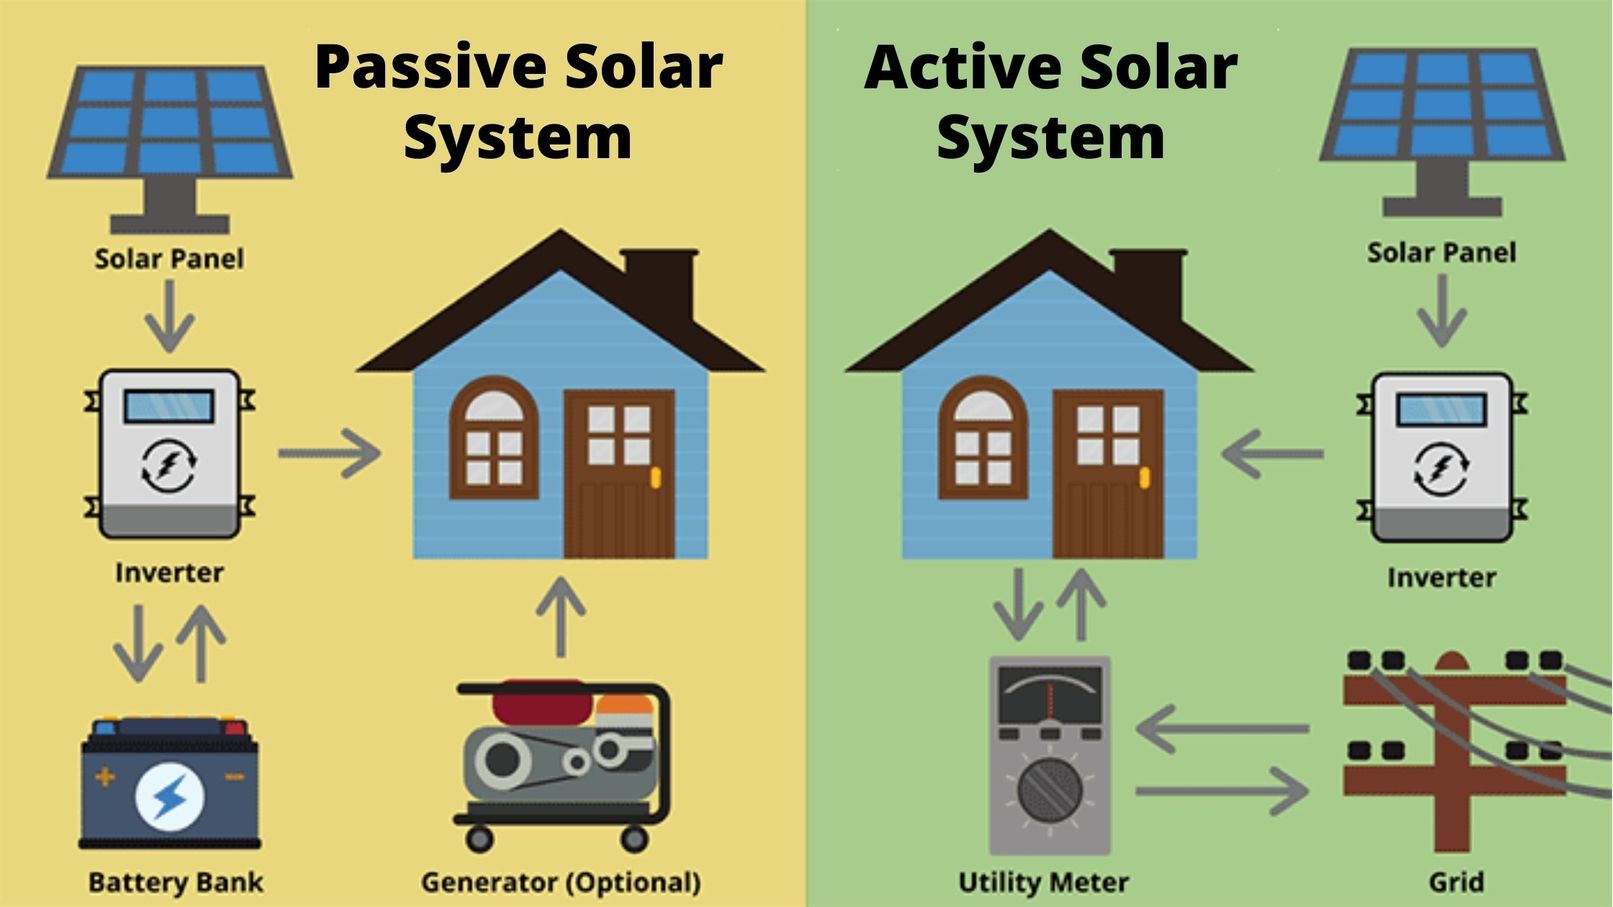 Passive Solar
System
Solar Panel
Inverter
Battery Bank
Generator (Optional)
Active Solar
System
Solar Panel
Inverter
Utility Meter
Grid